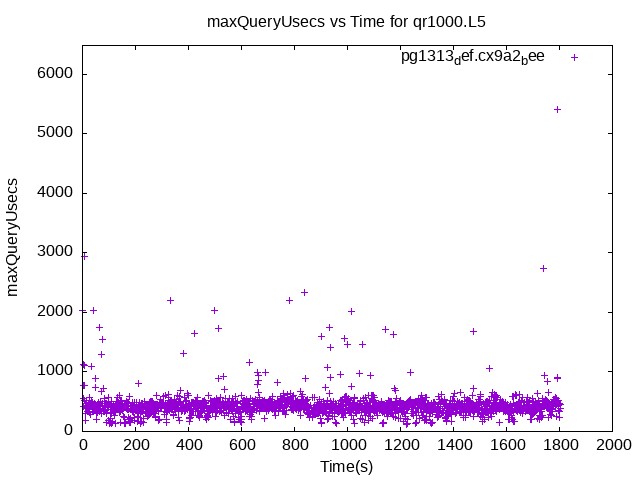 maxQueryUsecs vs Time for qr1000.L5
pg1313def.cx9a2bee
maxQueryUsecs
6000
5000
4000
3000
2000
1000
0
0 200 400 600 800 1000 1200 1400 1600 1800 2000
Time(s)